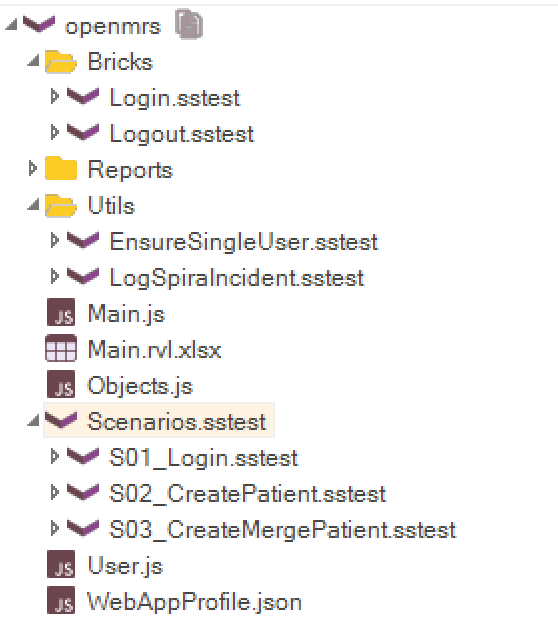 openmrs
Bricks
Login.sstest
Logout.sstest
Reports
Utils
EnsureSingleUser.sstest
LogSpiraIncident.sstest
JS Main.js
Main.rvl.xlsx
JS Objects.js
Scenarios.sstest
S01_Login.sstest
S02_CreatePatient.sstest
S03_CreateMergePatient.sstest
JS User.js
JS WebAppProfile.json